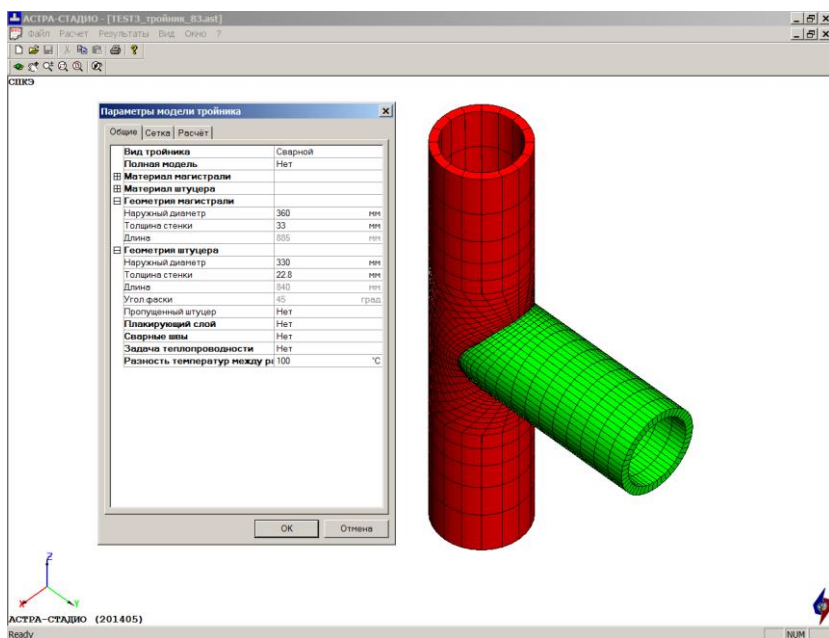 АСТРА-СТАДИО - [TEST3_тройник_83.ast]
Файл Расчет Результаты Вид Окно ?
СПКЭ
Параметры модели тройника
Общие Сетка Расчёт
Вид тройника Сварной
Полная модель Нет
Материал магистрали
Материал штуцера
Геометрия магистрали
Наружный диаметр 360 мм
Толщина стенки 33 мм
Длина 885 мм
Геометрия штуцера
Наружный диаметр 330 мм
Толщина стенки 22.8 мм
Длина 840 мм
Угол фаски 45 град
Пропущенный штуцер Нет
Плакирующий слой Нет
Сварные швы Нет
Задача теплопроводности Нет
Разность температур между ра 100 °C
OK Отмена
Z
X Y
АСТРА-СТАДИО (201405)
Ready NUM